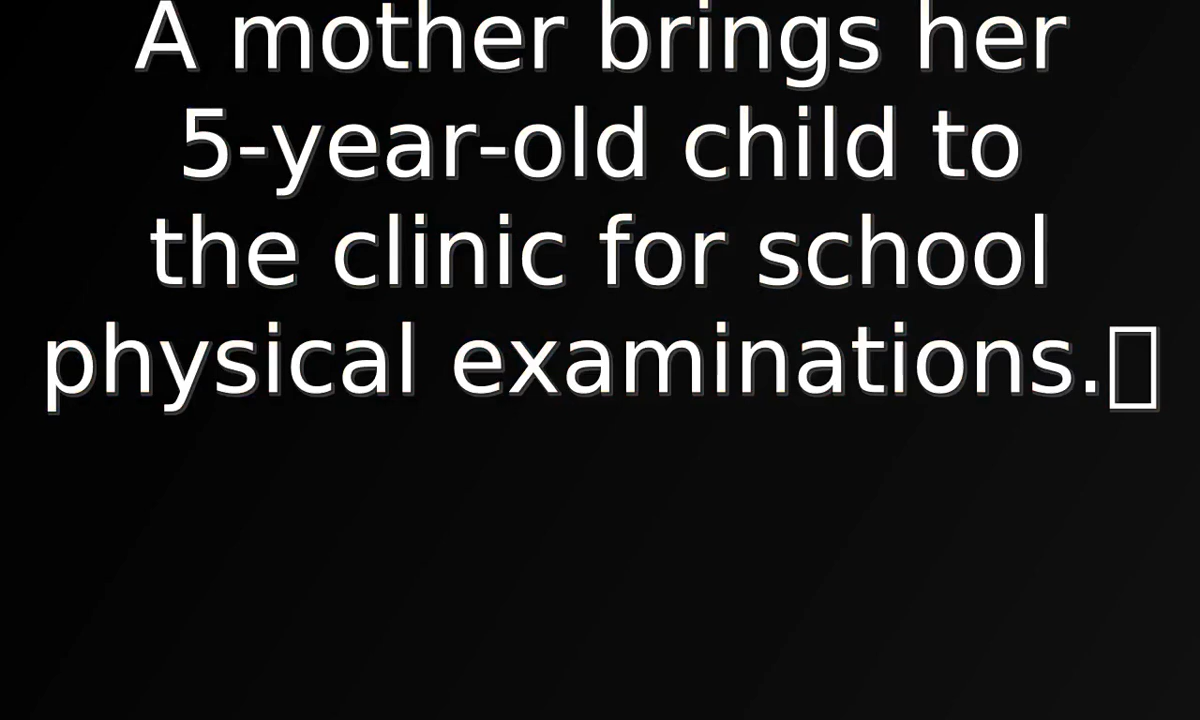 A mother brings her
5-year-old child to
the clinic for school
physical examinations.